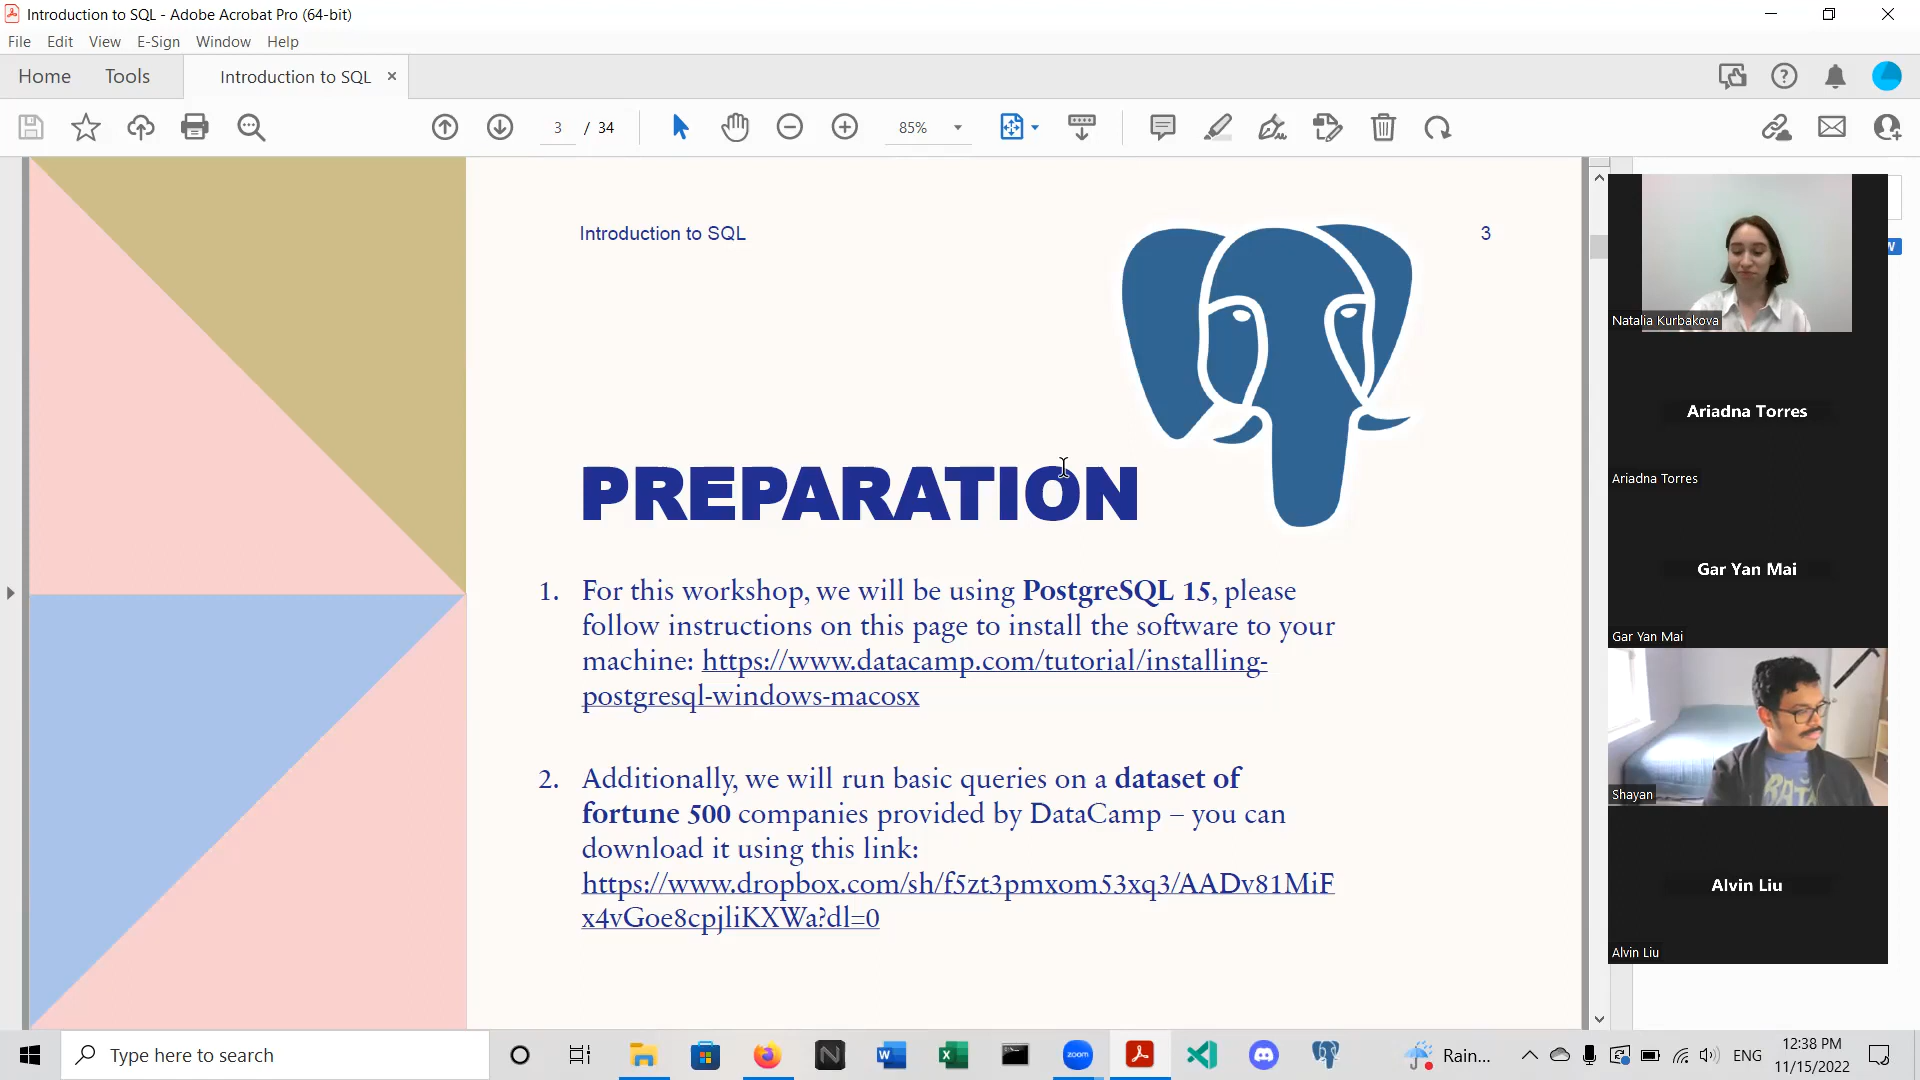 Introduction to SQL - Adobe Acrobat Pro (64-bit)
File Edit View E-Sign Window Help
Home Tools Introduction to SQL ×
3 / 34 85%
Introduction to SQL 3
PREPARATION
1. For this workshop, we will be using PostgreSQL 15, please
follow instructions on this page to install the software to your
machine: https://www.datacamp.com/tutorial/installing-
postgresql-windows-macosx
2. Additionally, we will run basic queries on a dataset of
fortune 500 companies provided by DataCamp – you can
download it using this link:
https://www.dropbox.com/sh/f5zt3pmxom53xq3/AADv81MiF
x4vGoe8cpjliKXWa?dl=0
W
Natalia Kurbakova
Ariadna Torres
Ariadna Torres
Gar Yan Mai
Gar Yan Mai
Shayan
Alvin Liu
Alvin Liu
Type here to search
zoom
Rain...
ENG
12:38 PM
11/15/2022